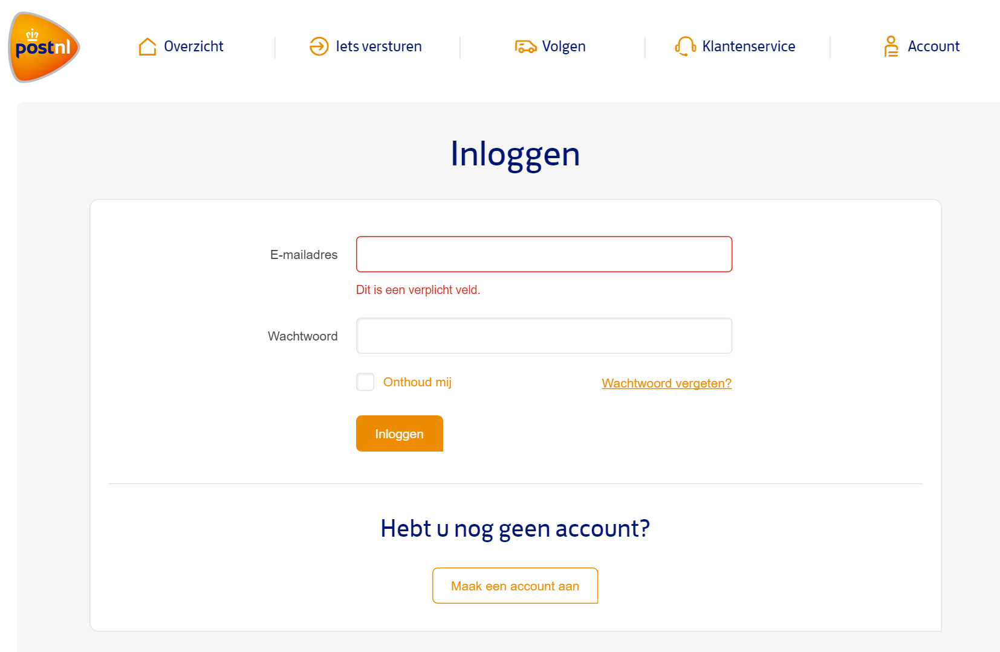 postnl
Overzicht
Iets versturen
Volgen
Klantenservice
Account
Inloggen
E-mailadres
Dit is een verplicht veld.
Wachtwoord
Onthoud mij
Wachtwoord vergeten?
Inloggen
Hebt u nog geen account?
Maak een account aan